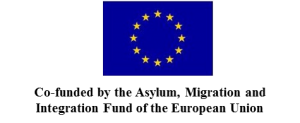 Co-funded by the Asylum, Migration and
Integration Fund of the European Union